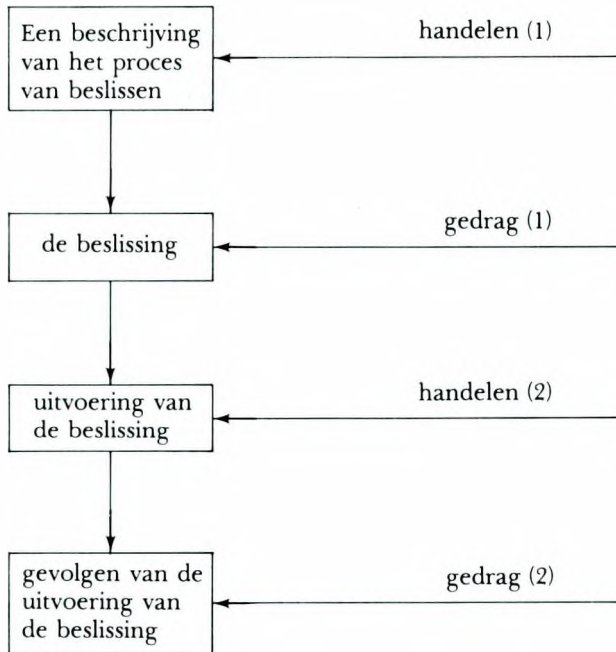 Een beschrijving
van het proces
van beslissen
handelen (1)
de beslissing
gedrag (1)
uitvoering van
de beslissing
handelen (2)
gevolgen van de
uitvoering van
de beslissing
gedrag (2)